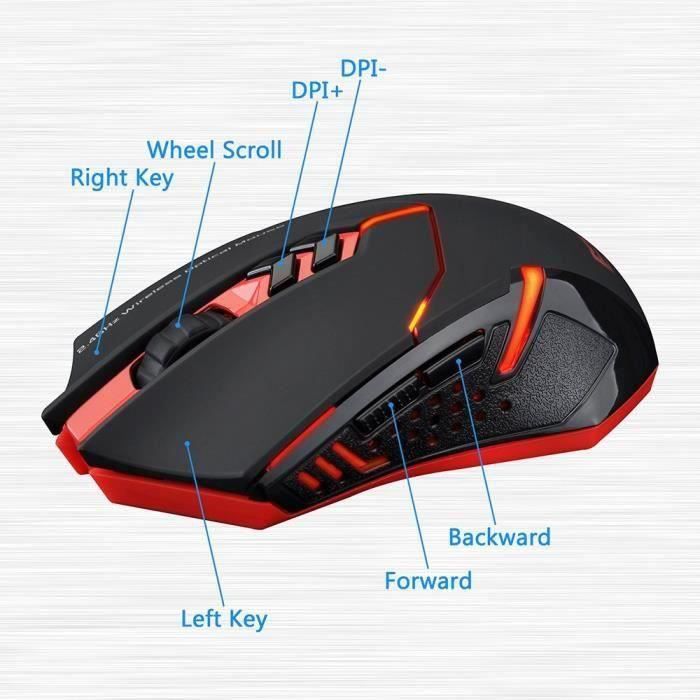 DPI-
DPI+
Wheel Scroll
Right Key
2.4GHz Wireless Optical Mouse
Backward
Forward
Left Key